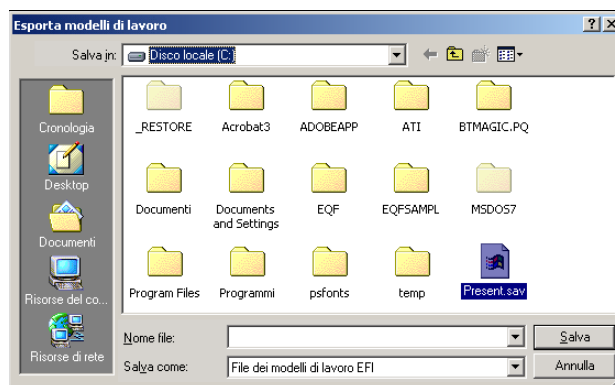 Esporta modelli di lavoro
Salva in: Disco locale (C:)
Cronologia
Desktop
Documenti
Risorse del co...
Risorse di rete
_RESTORE Acrobat3 ADOBEAPP ATI BTMAGIC.PQ
Documenti Documents and Settings EQF EQFSAMPL MSDOS7
Program Files Programmi psfonts temp Present.sav
Nome file: Salva
Salva come: File dei modelli di lavoro EFI Annulla